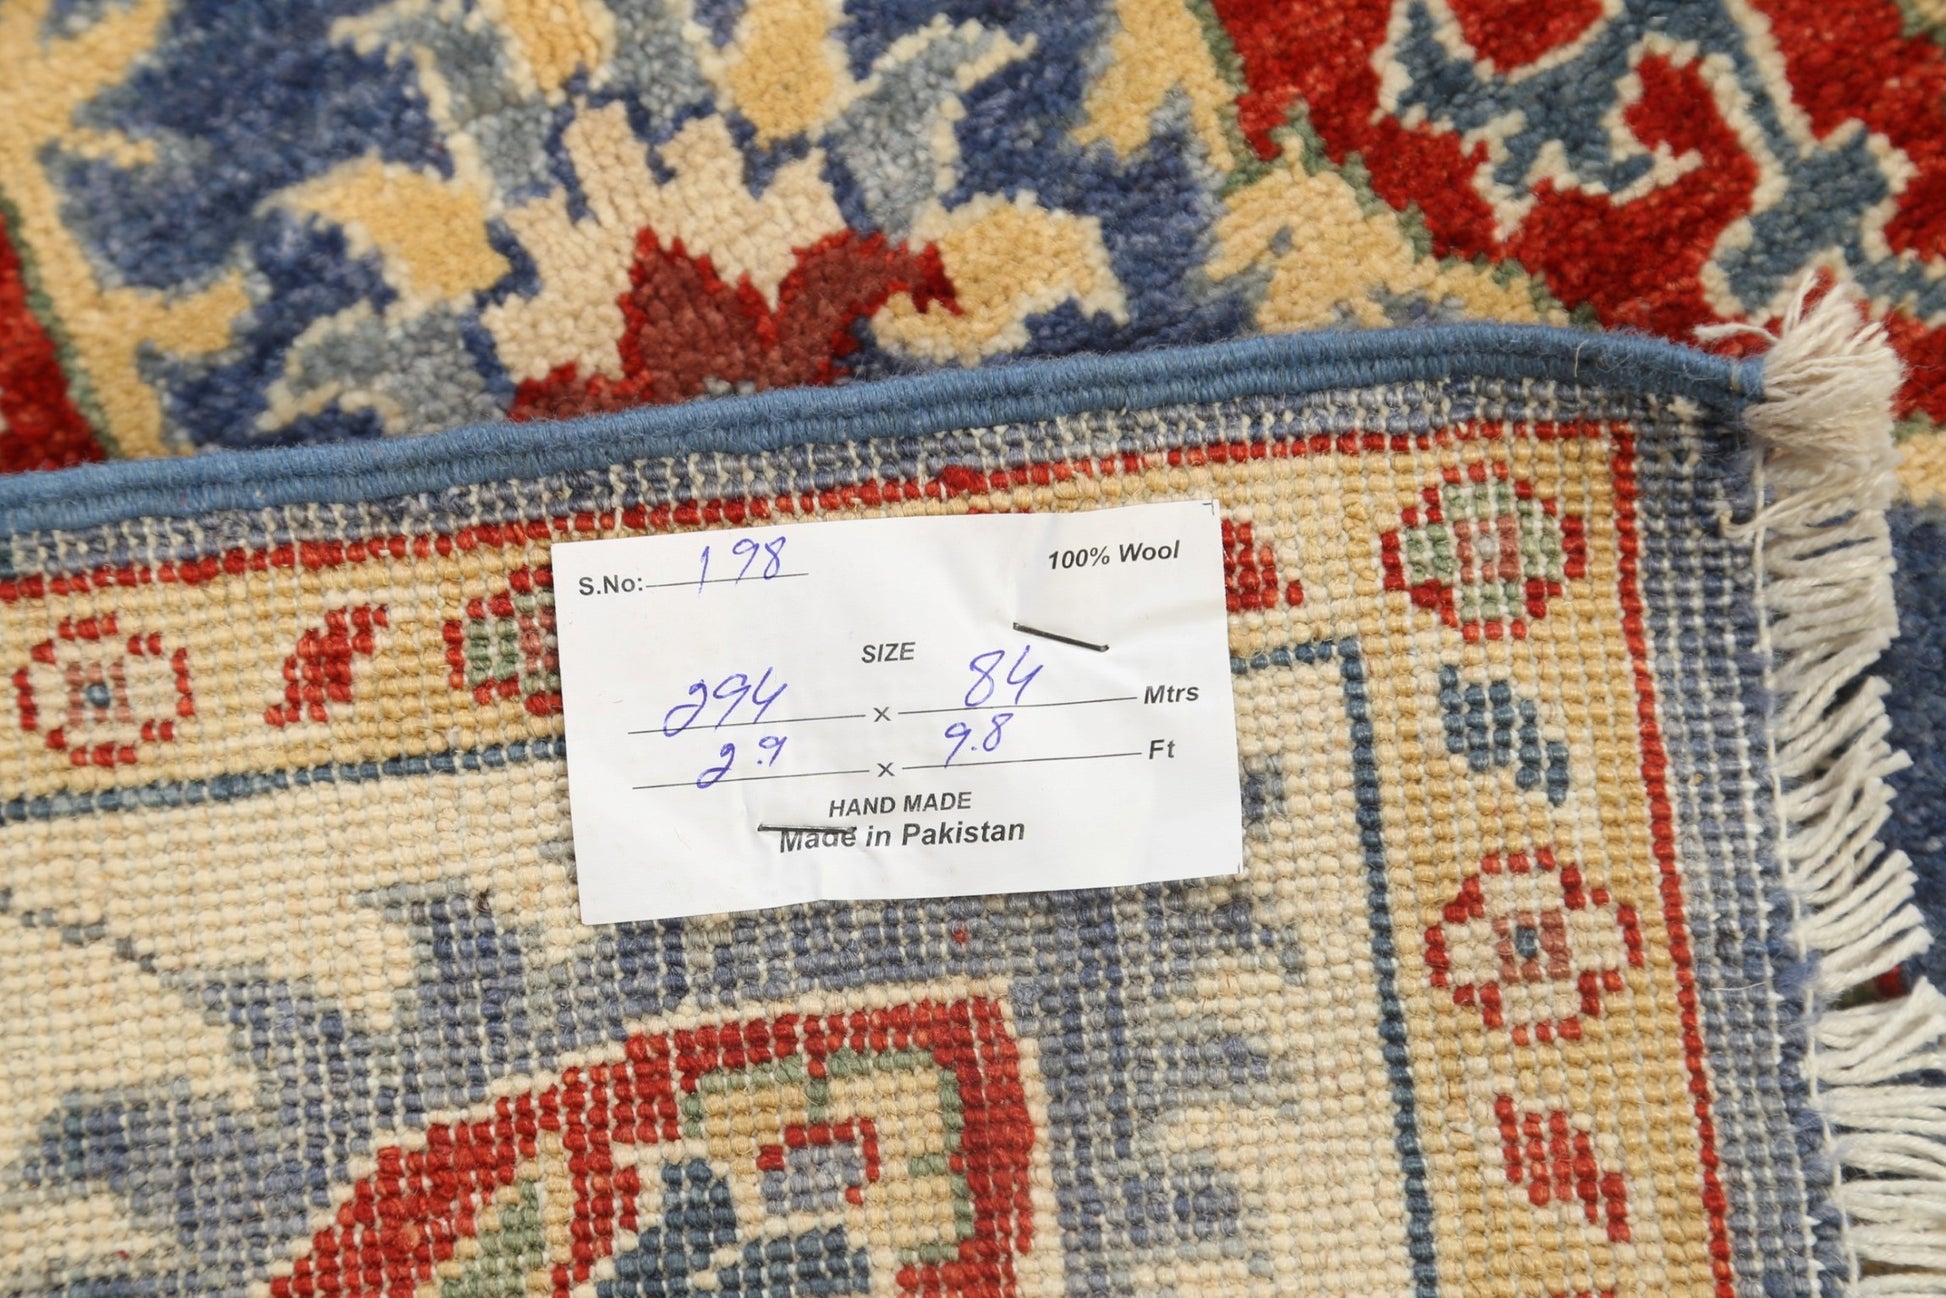 S.No: 198
100% Wool
SIZE
294 x 84 Mtrs
2.9 x 9.8 Ft
HAND MADE
Made in Pakistan